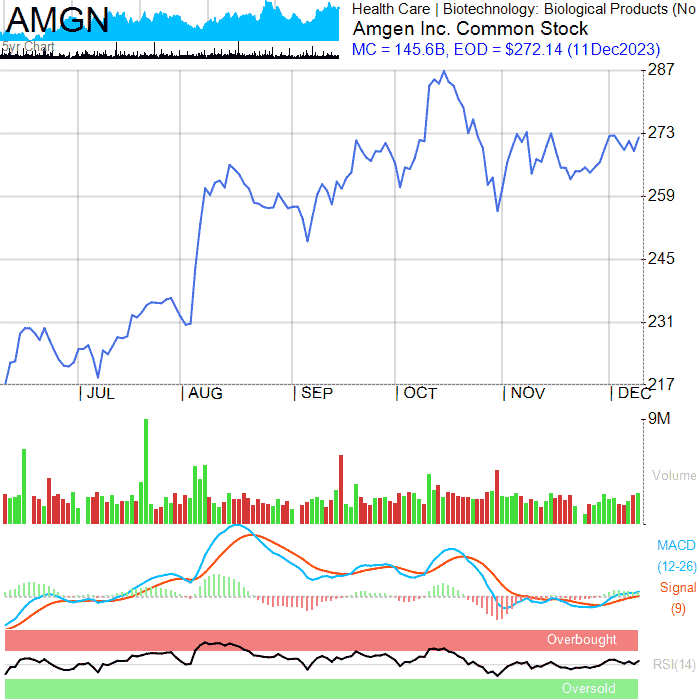 AMGN
5yr Chart
Health Care | Biotechnology: Biological Products (No
Amgen Inc. Common Stock
MC = 145.6B, EOD = $272.14 (11Dec2023)
287
273
259
245
231
217
| JUL
| AUG
| SEP
| OCT
| NOV
| DEC
9M
Volume
MACD
(12-26)
Signal
(9)
Overbought
RSI(14)
Oversold